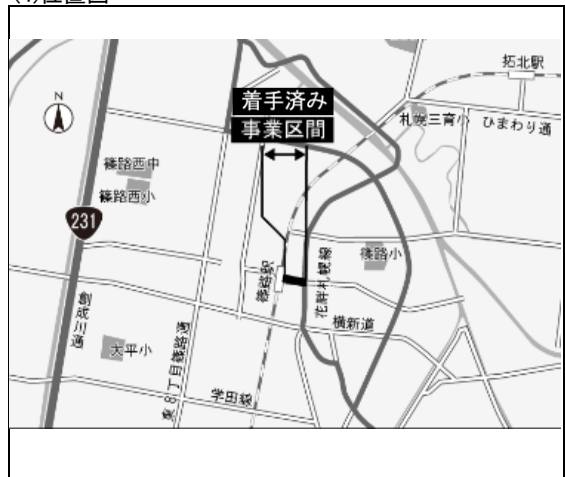 (1)位置図
拓北駅
N
着手済み
事業区間
札幌三育小
ひまわり通
篠路西中
篠路西小
231
篠路駅
花畔札幌線
篠路小
創成川通
横新道
太平小
東8丁目篠路通
学田線